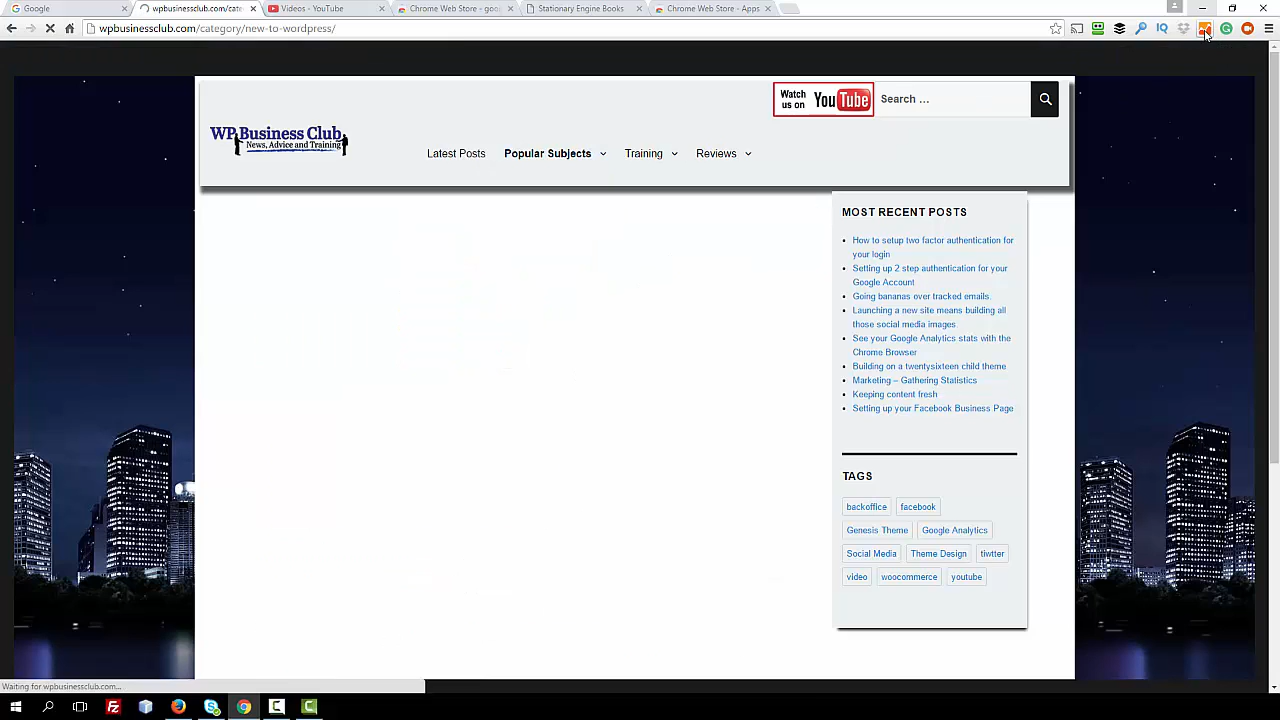 Google
wpbusinessclub.com/cate
Videos - YouTube
Chrome Web Store - goo
Stationary Engine Books
Chrome Web Store - Apps
wpbusinessclub.com/category/new-to-wordpress/
Watch us on YouTube
Search ...
WP Business Club
News, Advice and Training
Latest Posts Popular Subjects Training Reviews
MOST RECENT POSTS
How to setup two factor authentication for
your login
Setting up 2 step authentication for your
Google Account
Going bananas over tracked emails.
Launching a new site means building all
those social media images
See your Google Analytics stats with the
Chrome Browser
Building on a twentysixteen child theme
Marketing – Gathering Statistics
Keeping content fresh
Setting up your Facebook Business Page
TAGS
backoffice facebook
Genesis Theme Google Analytics
Social Media Theme Design tiwtter
video woocommerce youtube
Waiting for wpbusinessclub.com...